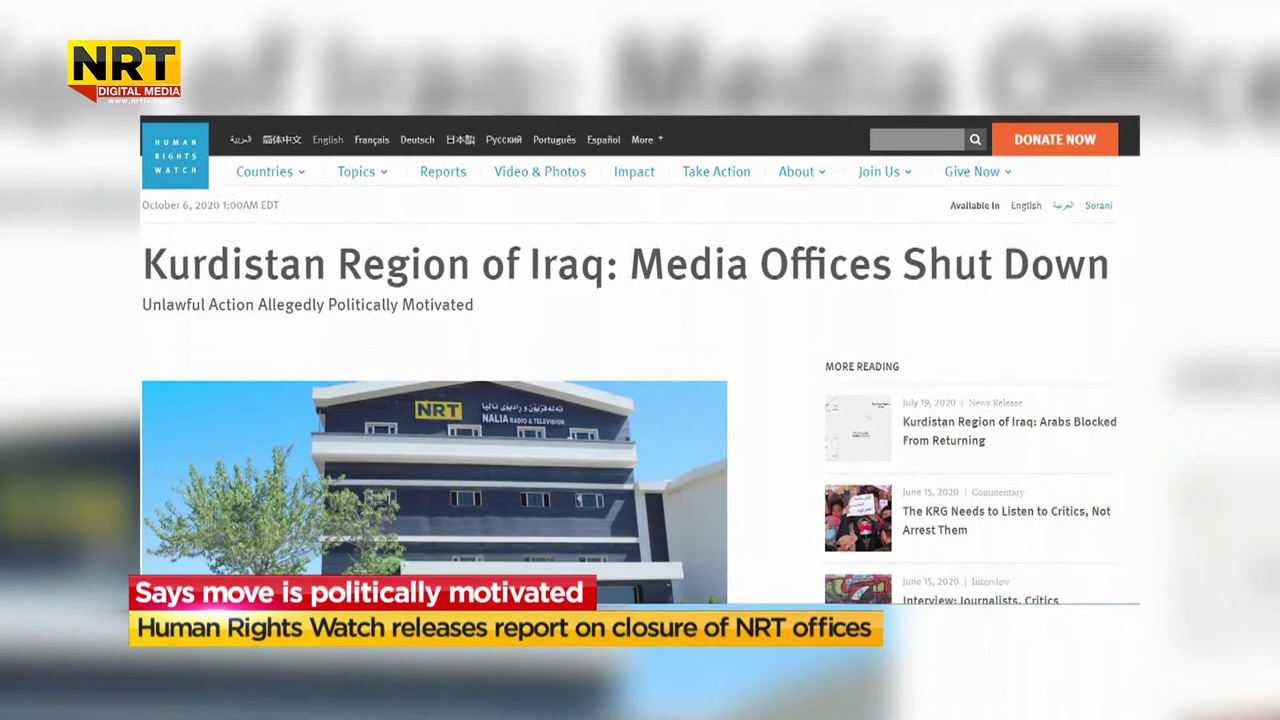 NRT
DIGITAL MEDIA
www.nrttv.com
HUMAN
RIGHTS
WATCH
العربية 简体中文 English Français Deutsch 日本語 Русский Português Español More
DONATE NOW
Countries Topics Reports Video & Photos Impact Take Action About Join Us Give Now
October 6, 2020 1:00AM EDT
Available In English العربية Sorani
Kurdistan Region of Iraq: Media Offices Shut Down
Unlawful Action Allegedly Politically Motivated
NRT
تەلەفزیۆن و رادیۆی نالیا
NALIA RADIO & TELEVISION
MORE READING
July 19, 2020 | News Release
Kurdistan Region of Iraq: Arabs Blocked
From Returning
June 15, 2020 | Commentary
The KRG Needs to Listen to Critics, Not
Arrest Them
June 15, 2020 | Interview
Interview: Journalists, Critics
Says move is politically motivated
Human Rights Watch releases report on closure of NRT offices